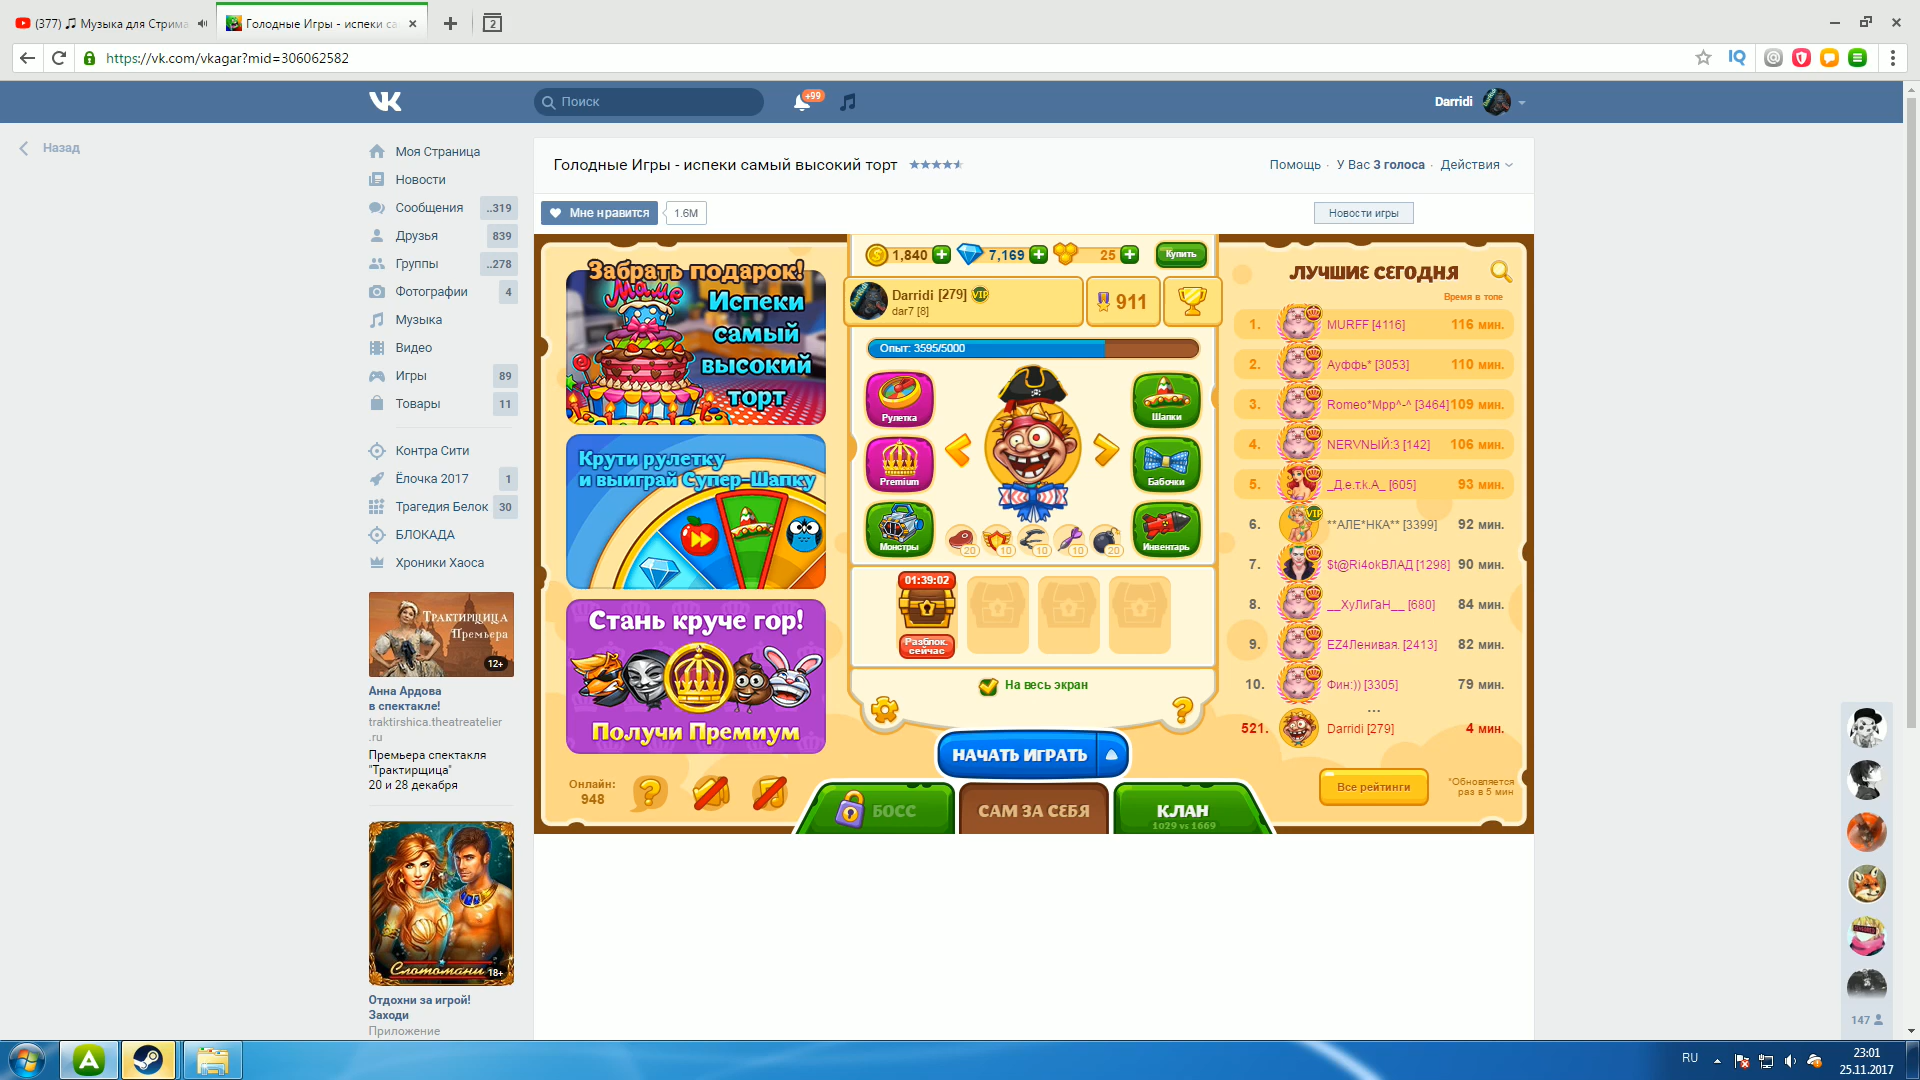 (377) 🎵 Музыка для Стрима
Голодные Игры - испеки са
2
https://vk.com/vkagar?mid=306062582
IQ
Поиск
+99
Darridi
Назад
Моя Страница
Новости
Сообщения ..319
Друзья 839
Группы ..278
Фотографии 4
Музыка
Видео
Игры 89
Товары 11
Контра Сити
Ёлочка 2017 1
Трагедия Белок 30
БЛОКАДА
Хроники Хаоса
Трактирщица
Премьера
12+
Анна Ардова
в спектакле!
traktirshica.theatreatelier
.ru
Премьера спектакля
"Трактирщица"
20 и 28 декабря
Слотомания 18+
Отдохни за игрой!
Заходи
Приложение
Голодные Игры - испеки самый высокий торт
Помощь · У Вас 3 голоса · Действия
Мне нравится 1.6M
Новости игры
Забрать подарок!
Маме
Испеки
самый
высокий
торт
Крути рулетку
и выиграй Супер-Шапку
Стань круче гор!
Получи Премиум
Онлайн:
948
1,840 7,169 25 Купить
Darridi [279] VIP
dar7 [8]
911
Опыт: 3595/5000
Рулетка
Premium
Монстры
Шапки
Бабочки
Инвентарь
20 10 10 10 20
01:39:02
Разблок.
сейчас
На весь экран
НАЧАТЬ ИГРАТЬ
БОСС
САМ ЗА СЕБЯ
КЛАН
1029 vs 1669
ЛУЧШИЕ СЕГОДНЯ
Время в топе
1. MURFF [4116] 116 мин.
2. Ауффь* [3053] 110 мин.
3. Romeo*Mpp^-^ [3464] 109 мин.
4. NERVNЫЙ:3 [142] 106 мин.
5. _Д.е.т.k.А_ [605] 93 мин.
6. VIP **АЛЕ*НКА** [3399] 92 мин.
7. $t@Ri4okВЛАД [1298] 90 мин.
8. __ХуЛиГаН__ [680] 84 мин.
9. EZ4Ленивая. [2413] 82 мин.
10. Фин:)) [3305] 79 мин.
...
521. Darridi [279] 4 мин.
Все рейтинги
*Обновляется
раз в 5 мин
147
RU
23:01
25.11.2017